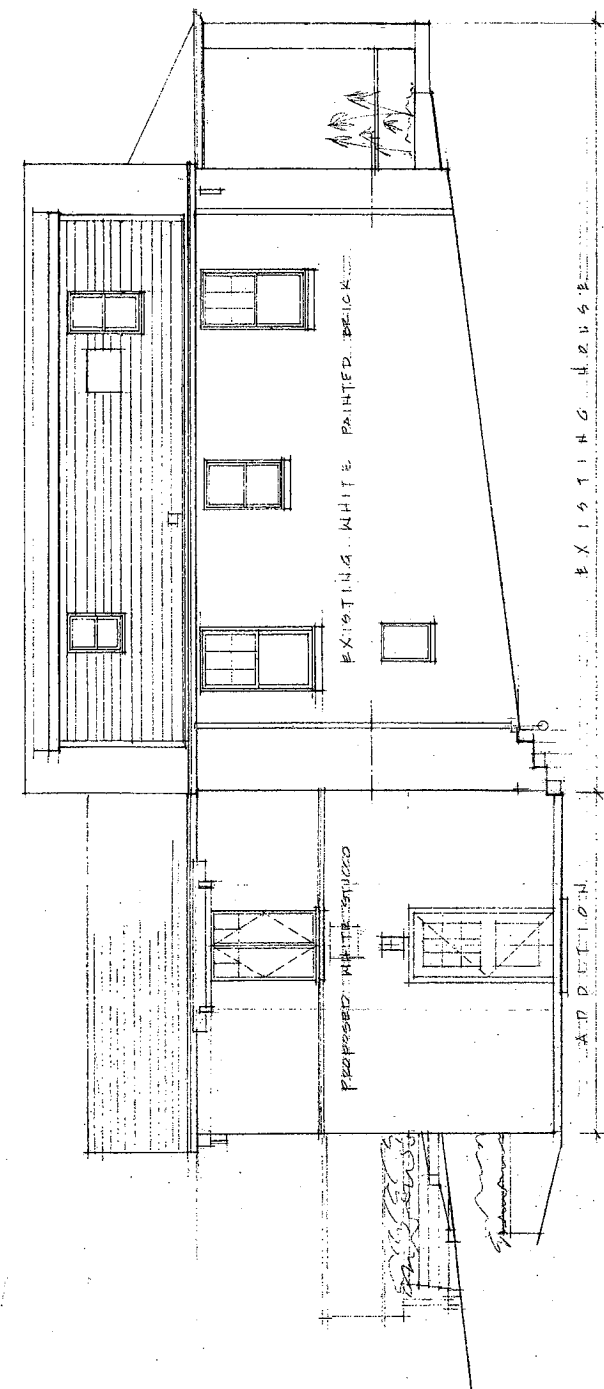 PROPOSED WHITE STUCCO
EXISTING WHITE PAINTED BRICK
ADDITION
EXISTING HOUSE